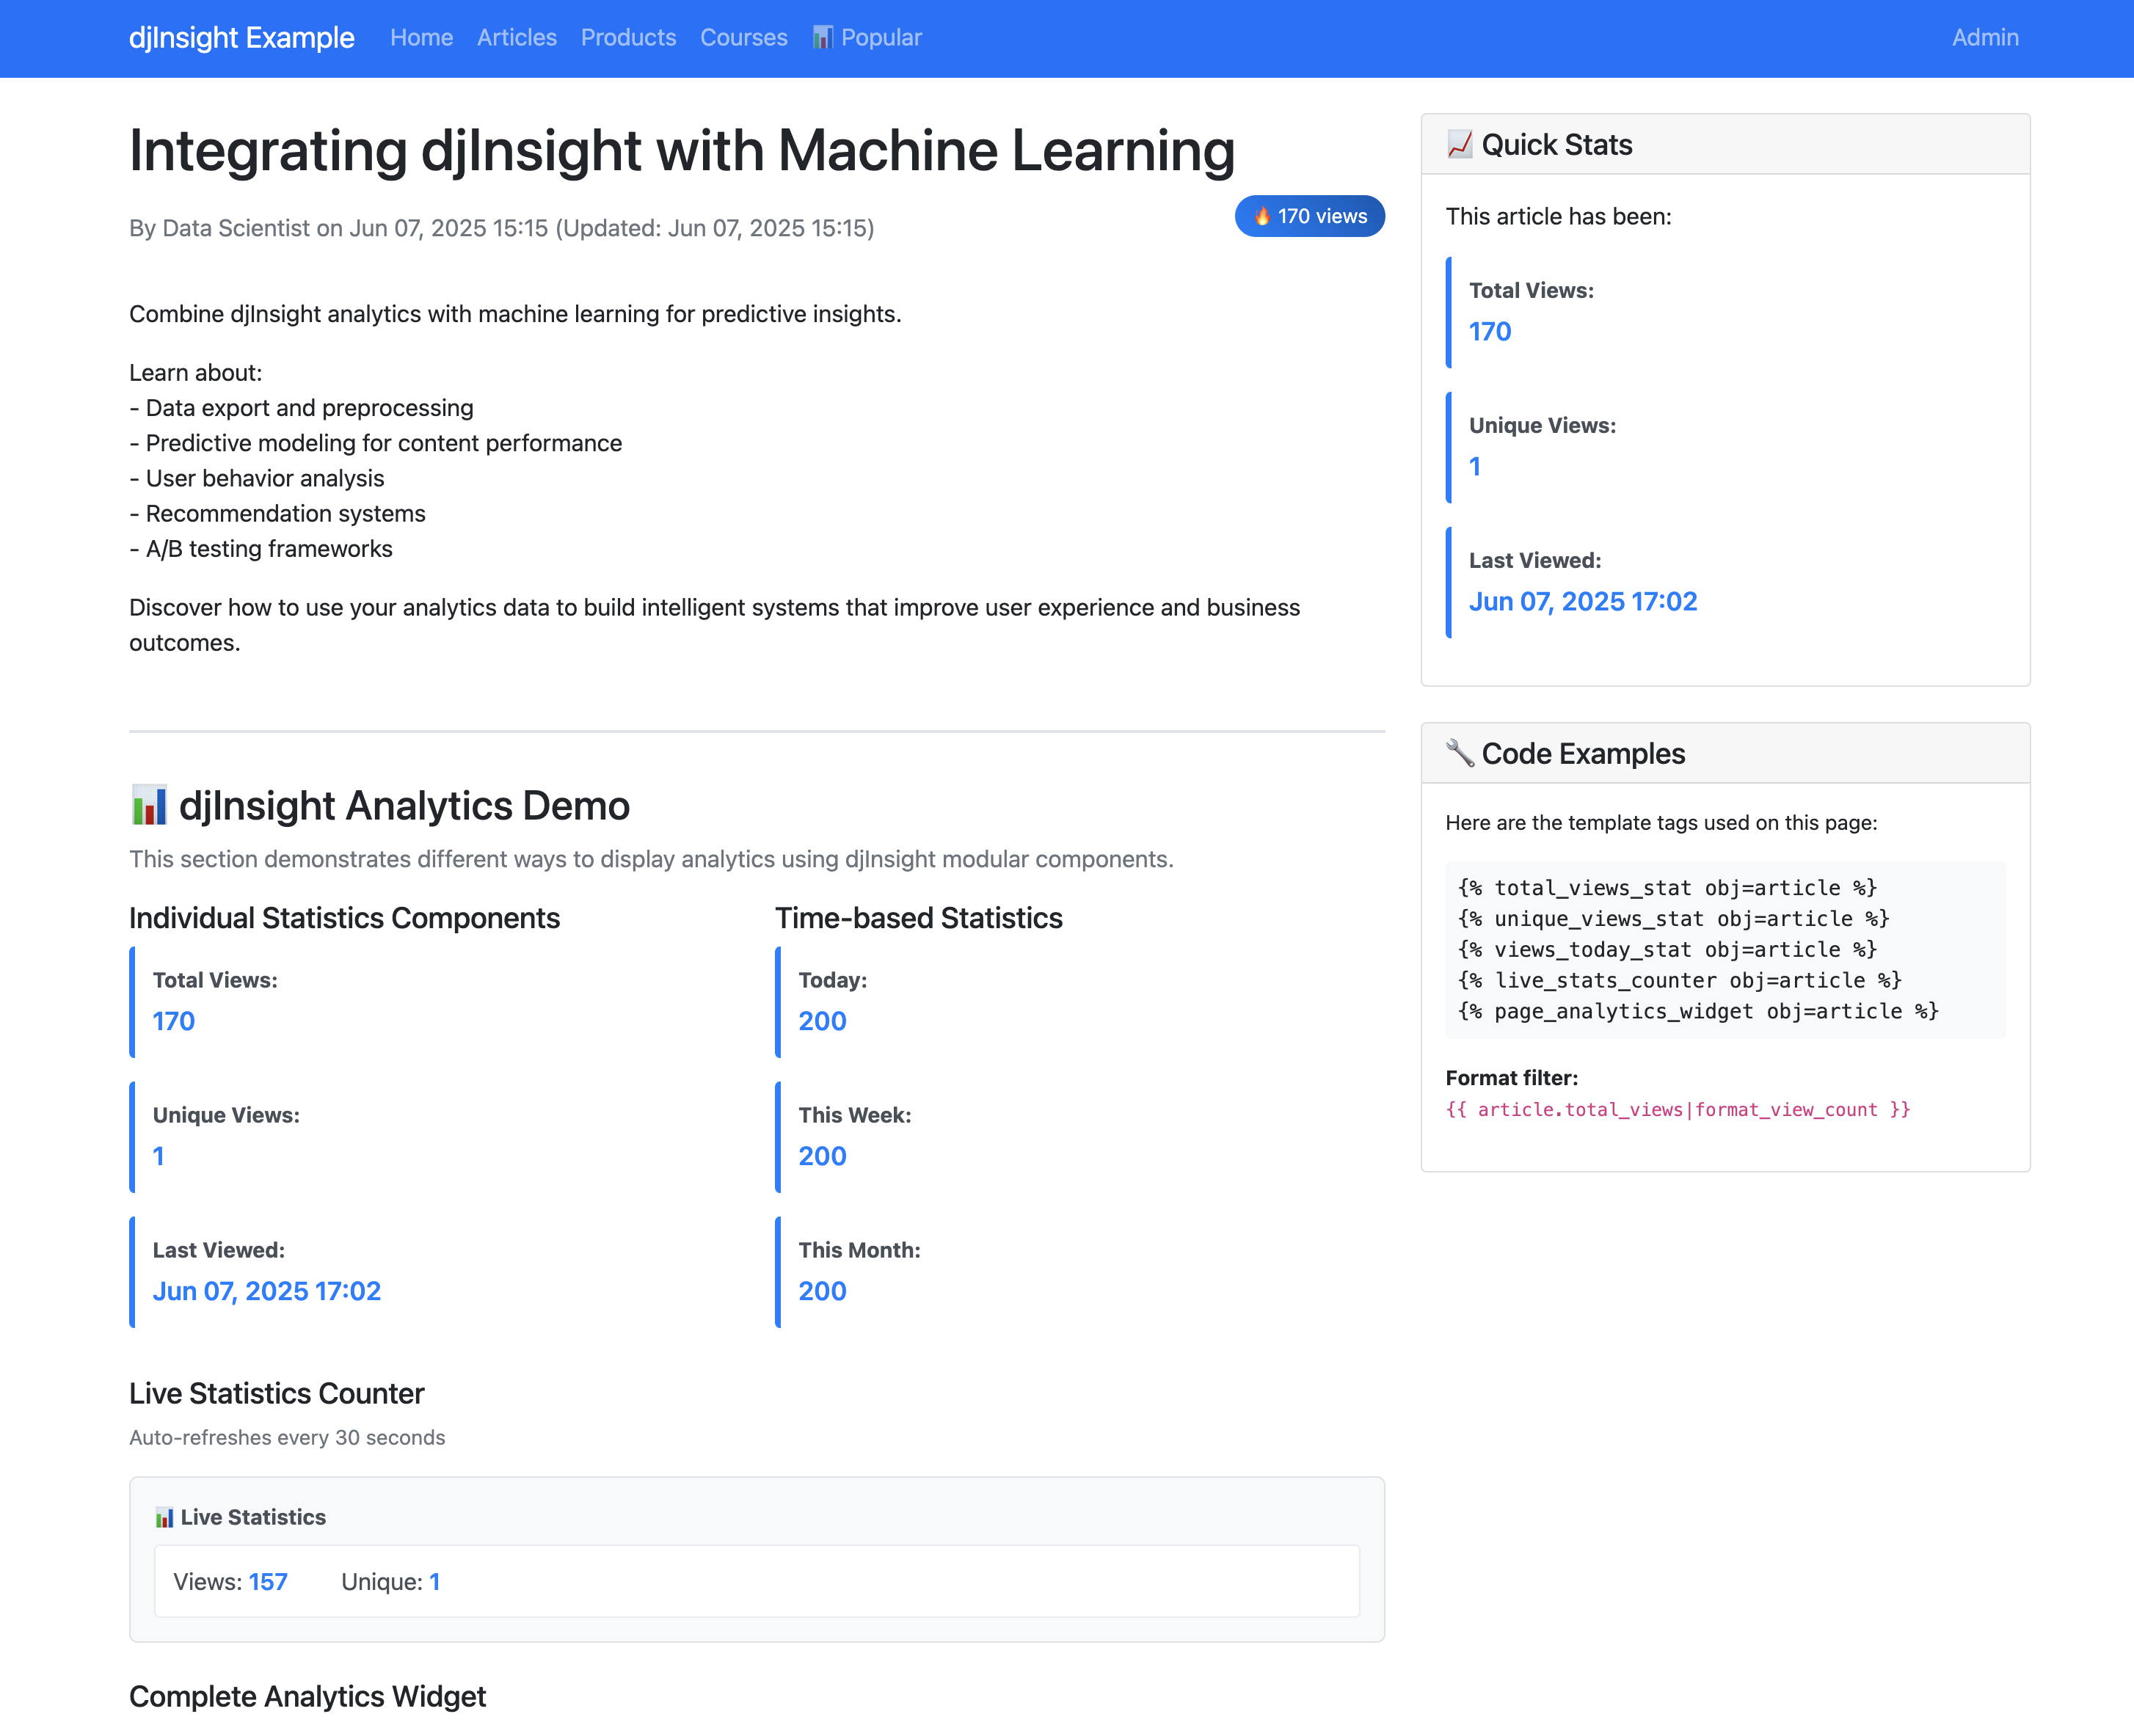 djInsight Example Home Articles Products Courses 📊 Popular Admin
Integrating djInsight with Machine Learning
By Data Scientist on Jun 07, 2025 15:15 (Updated: Jun 07, 2025 15:15)
🔥 170 views
Combine djInsight analytics with machine learning for predictive insights.
Learn about:
- Data export and preprocessing
- Predictive modeling for content performance
- User behavior analysis
- Recommendation systems
- A/B testing frameworks
Discover how to use your analytics data to build intelligent systems that improve user experience and business
outcomes.
📊 djInsight Analytics Demo
This section demonstrates different ways to display analytics using djInsight modular components.
Individual Statistics Components
Total Views:
170
Unique Views:
1
Last Viewed:
Jun 07, 2025 17:02
Time-based Statistics
Today:
200
This Week:
200
This Month:
200
Live Statistics Counter
Auto-refreshes every 30 seconds
📊 Live Statistics
Views: 157 Unique: 1
Complete Analytics Widget
📈 Quick Stats
This article has been:
Total Views:
170
Unique Views:
1
Last Viewed:
Jun 07, 2025 17:02
🔧 Code Examples
Here are the template tags used on this page:
{% total_views_stat obj=article %}
{% unique_views_stat obj=article %}
{% views_today_stat obj=article %}
{% live_stats_counter obj=article %}
{% page_analytics_widget obj=article %}
Format filter:
{{ article.total_views|format_view_count }}